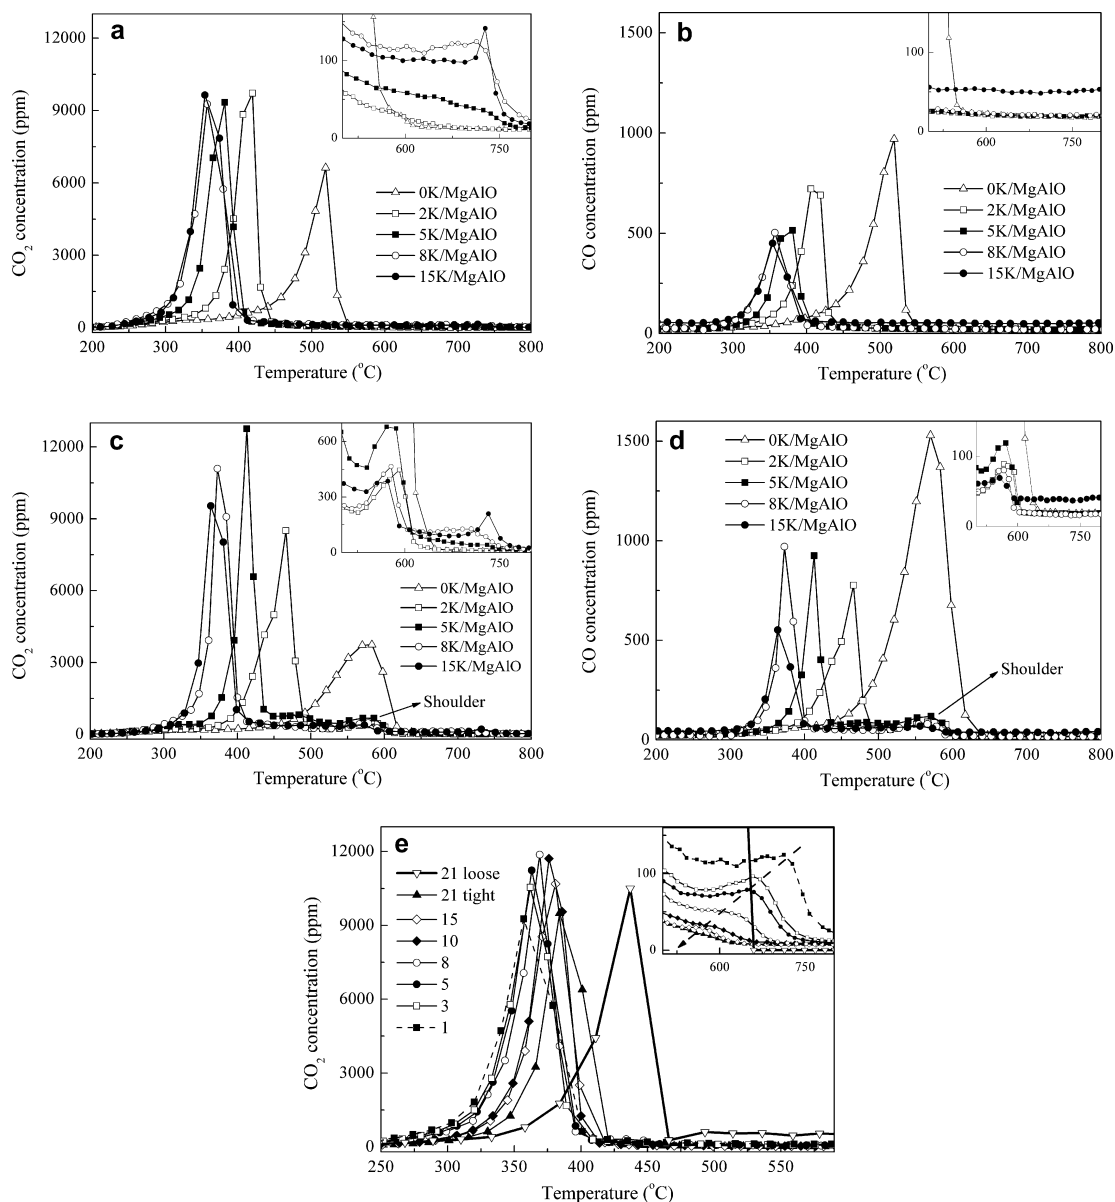 a
CO2 concentration (ppm)
12000
9000
6000
3000
0
200 300 400 500 600 700 800
Temperature (°C)
100
0
600 750
0K/MgAlO
2K/MgAlO
5K/MgAlO
8K/MgAlO
15K/MgAlO
b
CO concentration (ppm)
1500
1000
500
0
200 300 400 500 600 700 800
Temperature (°C)
100
0
600 750
0K/MgAlO
2K/MgAlO
5K/MgAlO
8K/MgAlO
15K/MgAlO
c
CO2 concentration (ppm)
12000
9000
6000
3000
0
200 300 400 500 600 700 800
Temperature (°C)
600
300
0
600 750
0K/MgAlO
2K/MgAlO
5K/MgAlO
8K/MgAlO
15K/MgAlO
Shoulder
d
CO concentration (ppm)
1500
1000
500
0
200 300 400 500 600 700 800
Temperature (°C)
0K/MgAlO
2K/MgAlO
5K/MgAlO
8K/MgAlO
15K/MgAlO
100
0
600 750
Shoulder
e
CO2 concentration (ppm)
12000
9000
6000
3000
0
250 300 350 400 450 500 550
Temperature (°C)
21 loose
21 tight
15
10
8
5
3
1
100
0
600 750